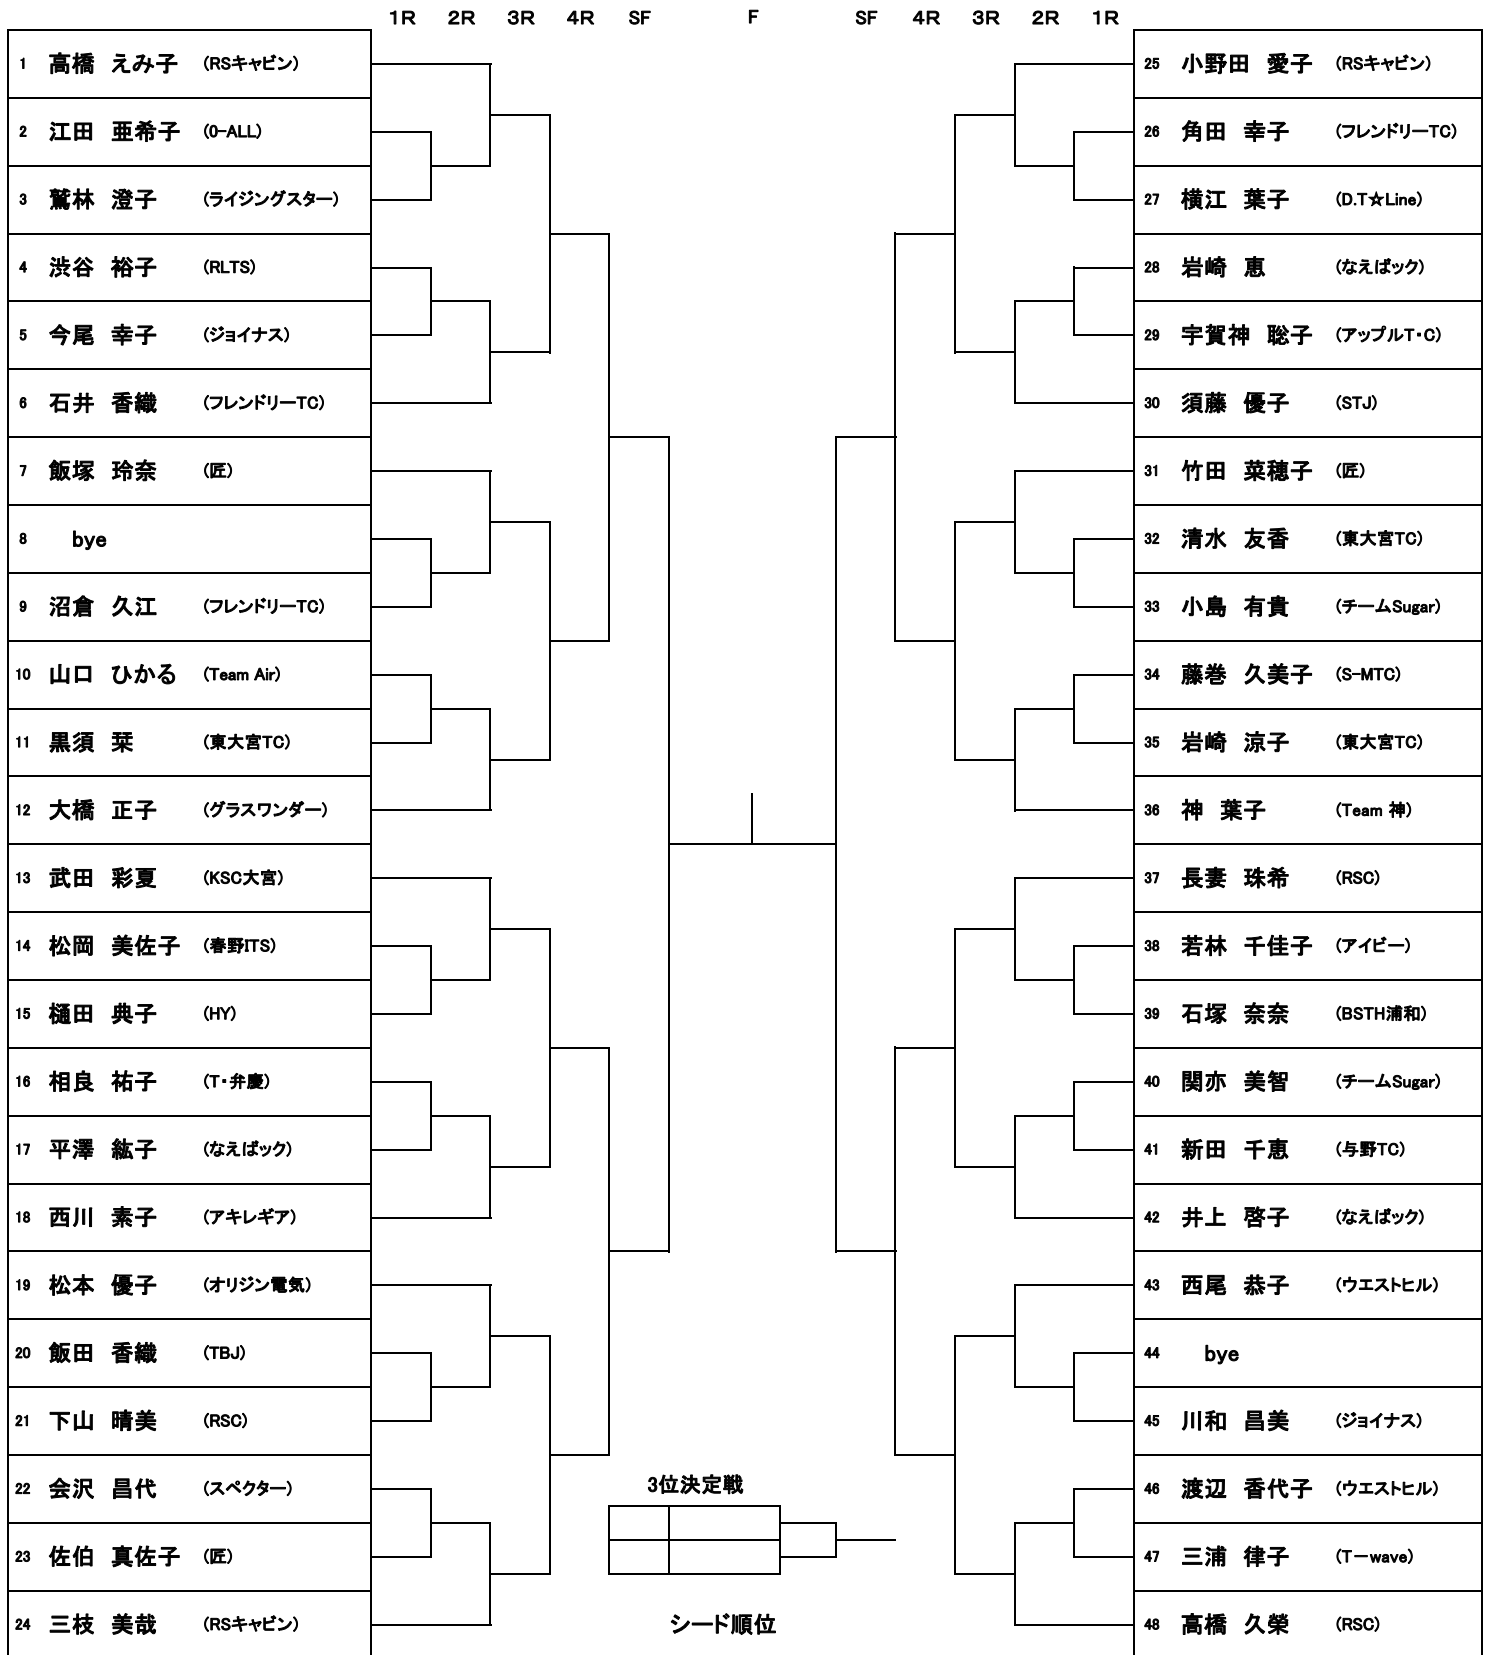 1R 2R 3R 4R SF F SF 4R 3R 2R 1R
1 高橋 えみ子 (RSキャビン)
2 江田 亜希子 (O-ALL)
3 鷲林 澄子 (ライジングスター)
4 渋谷 裕子 (RLTS)
5 今尾 幸子 (ジョイナス)
6 石井 香織 (フレンドリーTC)
7 飯塚 玲奈 (匠)
8 bye
9 沼倉 久江 (フレンドリーTC)
10 山口 ひかる (Team Air)
11 黒須 栞 (東大宮TC)
12 大橋 正子 (グラスワンダー)
13 武田 彩夏 (KSC大宮)
14 松岡 美佐子 (春野ITS)
15 樋田 典子 (HY)
16 相良 祐子 (T・弁慶)
17 平澤 紘子 (なえばック)
18 西川 素子 (アキレギア)
19 松本 優子 (オリジン電気)
20 飯田 香織 (TBJ)
21 下山 晴美 (RSC)
22 会沢 昌代 (スペクター)
23 佐伯 真佐子 (匠)
24 三枝 美哉 (RSキャビン)
25 小野田 愛子 (RSキャビン)
26 角田 幸子 (フレンドリーTC)
27 横江 葉子 (D.T☆Line)
28 岩崎 恵 (なえばック)
29 宇賀神 聡子 (アップルT・C)
30 須藤 優子 (STJ)
31 竹田 菜穂子 (匠)
32 清水 友香 (東大宮TC)
33 小島 有貴 (チームSugar)
34 藤巻 久美子 (S-MTC)
35 岩崎 涼子 (東大宮TC)
36 神 葉子 (Team 神)
37 長妻 珠希 (RSC)
38 若林 千佳子 (アイビー)
39 石塚 奈奈 (BSTH浦和)
40 関亦 美智 (チームSugar)
41 新田 千恵 (与野TC)
42 井上 啓子 (なえばック)
43 西尾 恭子 (ウエストヒル)
44 bye
45 川和 昌美 (ジョイナス)
46 渡辺 香代子 (ウエストヒル)
47 三浦 律子 (T－wave)
48 高橋 久榮 (RSC)
3位決定戦
シード順位